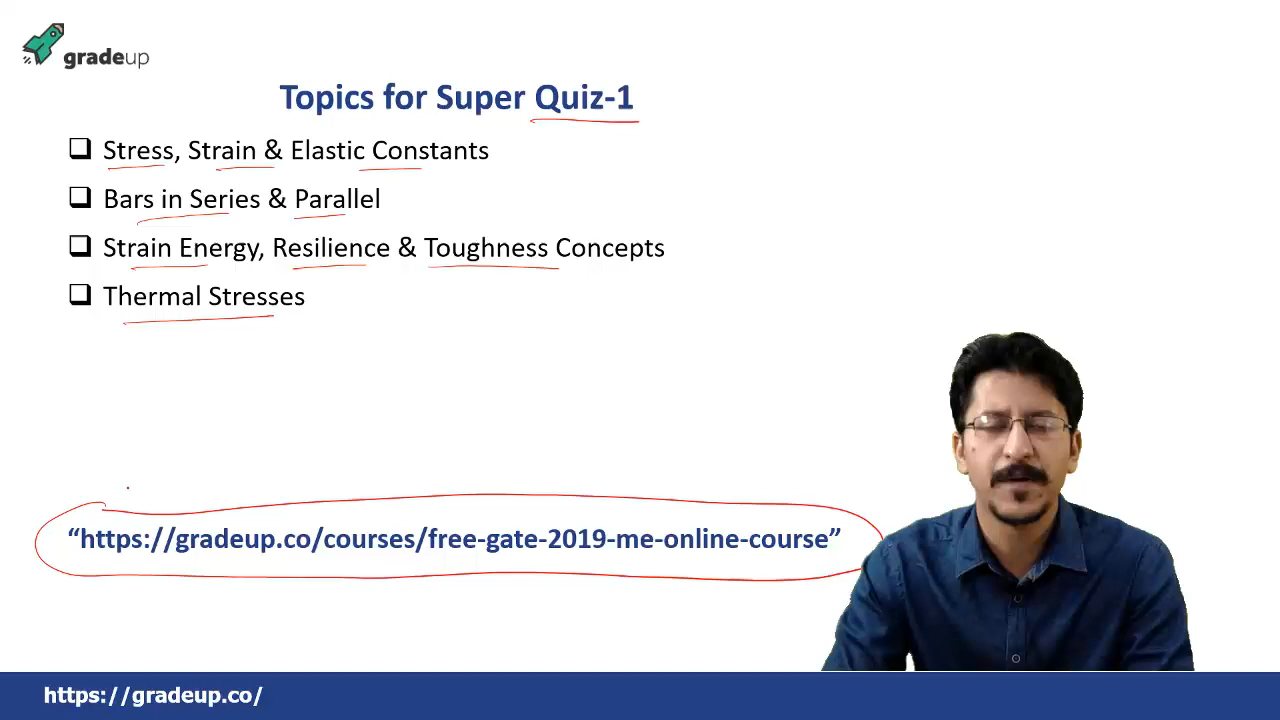 gradeup
Topics for Super Quiz-1
Stress, Strain & Elastic Constants
Bars in Series & Parallel
Strain Energy, Resilience & Toughness Concepts
Thermal Stresses
“https://gradeup.co/courses/free-gate-2019-me-online-course”
https://gradeup.co/